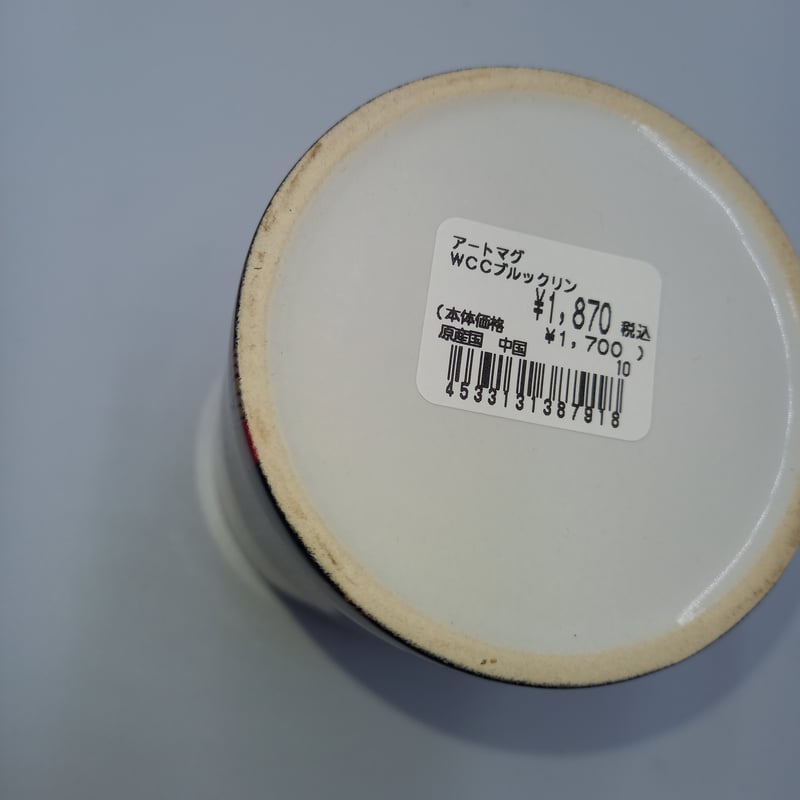 アートマグ
WCCブルックリン
¥1,870 税込
(本体価格 ¥1,700 )
原産国 中国 10
4533131387918